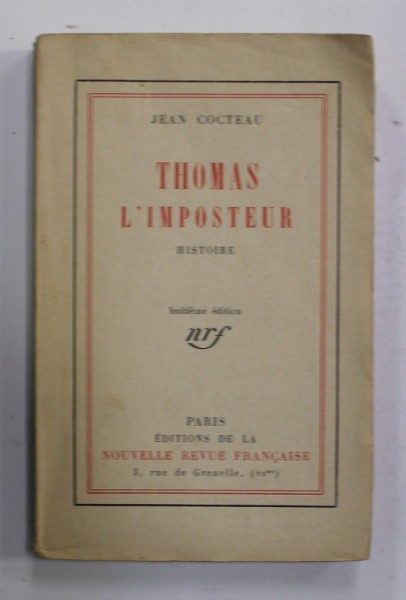 JEAN COCTEAU
THOMAS
L'IMPOSTEUR
HISTOIRE
huitième édition
nrf
PARIS
ÉDITIONS DE LA
NOUVELLE REVUE FRANÇAISE
3, rue de Grenelle, (VIme)